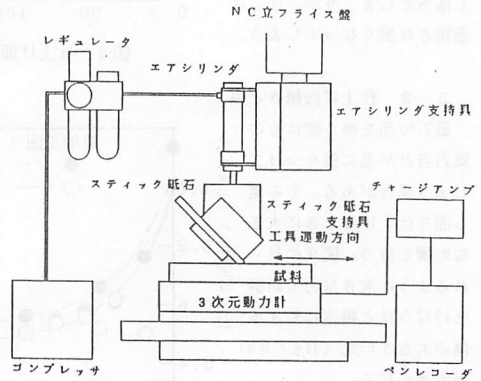 NC立フライス盤
レギュレータ
エアシリンダ
エアシリンダ支持具
スティック砥石
スティック砥石
支持具
工具運動方向
チャージアンプ
試料
3次元動力計
コンプレッサ
ペンレコーダ